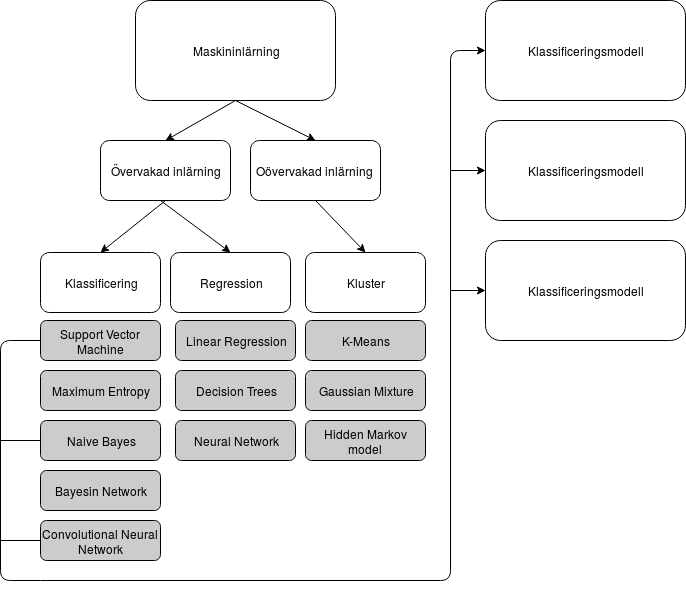 Maskininlärning
Övervakad inlärning
Oövervakad inlärning
Klassificering
Regression
Kluster
Support Vector
Machine
Linear Regression
K-Means
Maximum Entropy
Decision Trees
Gaussian Mixture
Naive Bayes
Neural Network
Hidden Markov
model
Bayesin Network
Convolutional Neural
Network
Klassificeringsmodell
Klassificeringsmodell
Klassificeringsmodell